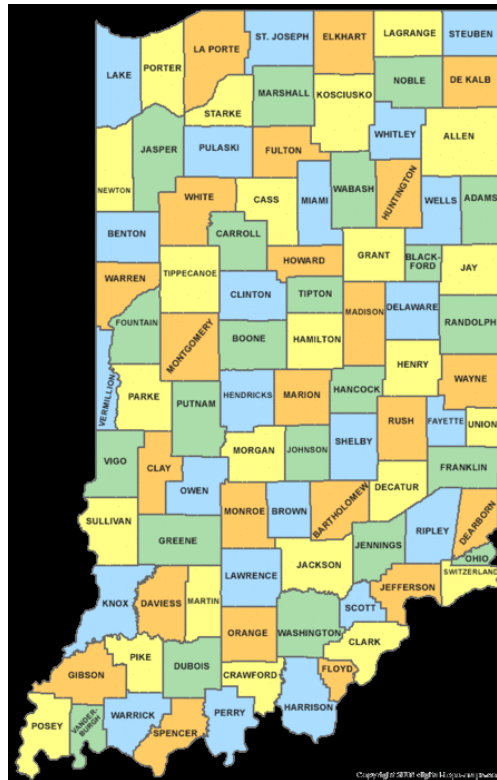 LAKE
PORTER
LA PORTE
ST. JOSEPH
ELKHART
LAGRANGE
STEUBEN
STARKE
MARSHALL
KOSCIUSKO
NOBLE
DE KALB
NEWTON
JASPER
PULASKI
FULTON
WHITLEY
ALLEN
WHITE
CASS
MIAMI
WABASH
HUNTINGTON
WELLS
ADAMS
BENTON
CARROLL
HOWARD
GRANT
BLACK-
FORD
JAY
WARREN
TIPPECANOE
CLINTON
TIPTON
MADISON
DELAWARE
RANDOLPH
FOUNTAIN
MONTGOMERY
BOONE
HAMILTON
HENRY
WAYNE
VERMILLION
PARKE
PUTNAM
HENDRICKS
MARION
HANCOCK
RUSH
FAYETTE
UNION
VIGO
CLAY
OWEN
MORGAN
JOHNSON
SHELBY
DECATUR
FRANKLIN
SULLIVAN
GREENE
MONROE
BROWN
BARTHOLOMEW
JENNINGS
RIPLEY
DEARBORN
OHIO
SWITZERLAND
KNOX
DAVIESS
MARTIN
LAWRENCE
JACKSON
SCOTT
JEFFERSON
GIBSON
PIKE
DUBOIS
ORANGE
WASHINGTON
CLARK
POSEY
VANDER-
BURGH
WARRICK
SPENCER
PERRY
CRAWFORD
HARRISON
FLOYD